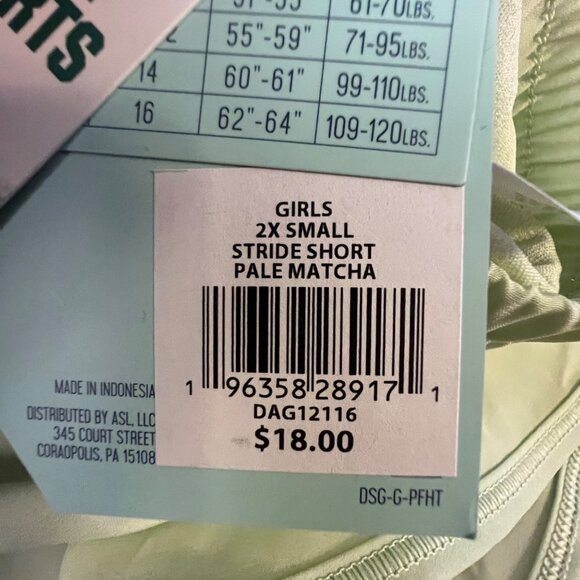 RTS
61-70LBS.
55"-59" 71-95LBS.
14 60"-61" 99-110LBS.
16 62"-64" 109-120LBS.
GIRLS
2X SMALL
STRIDE SHORT
PALE MATCHA
1 96358 28917 1
DAG12116
$18.00
MADE IN INDONESIA
DISTRIBUTED BY ASL, LLC
345 COURT STREET
CORAOPOLIS, PA 15108
DSG-G-PFHT